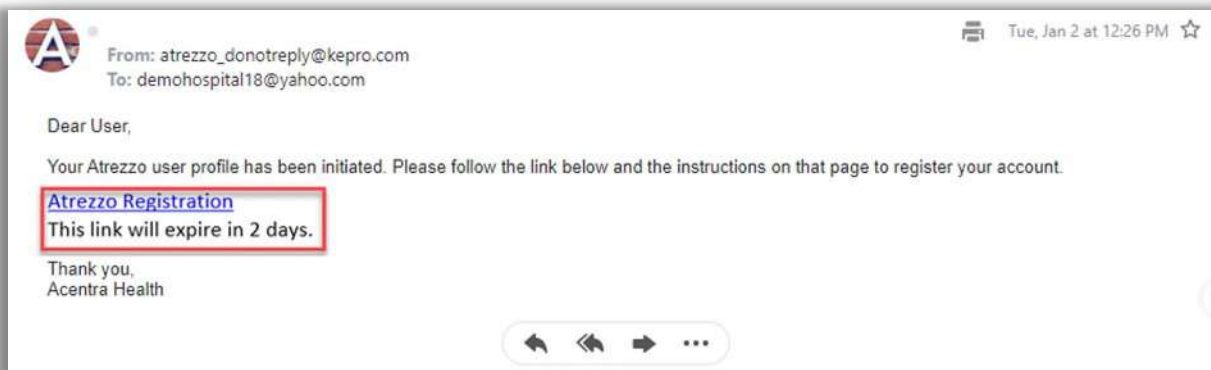 A
Tue, Jan 2 at 12:26 PM
From: atrezzo_donotreply@kepro.com
To: demohospital18@yahoo.com
Dear User,
Your Atrezzo user profile has been initiated. Please follow the link below and the instructions on that page to register your account.
Atrezzo Registration
This link will expire in 2 days.
Thank you,
Acentra Health